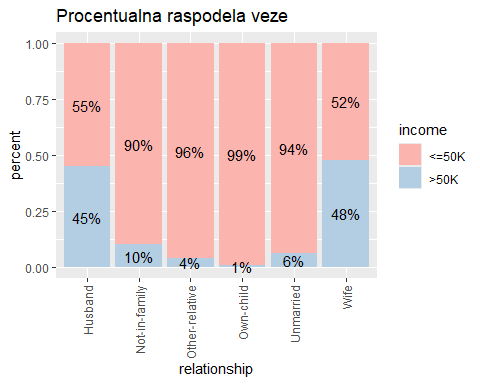 Procentualna raspodela veze
percent
1.00
0.75
0.50
0.25
0.00
55%
90%
96%
99%
94%
52%
45%
10%
4%
1%
6%
48%
Husband
Not-in-family
Other-relative
Own-child
Unmarried
Wife
relationship
income
<=50K
>50K